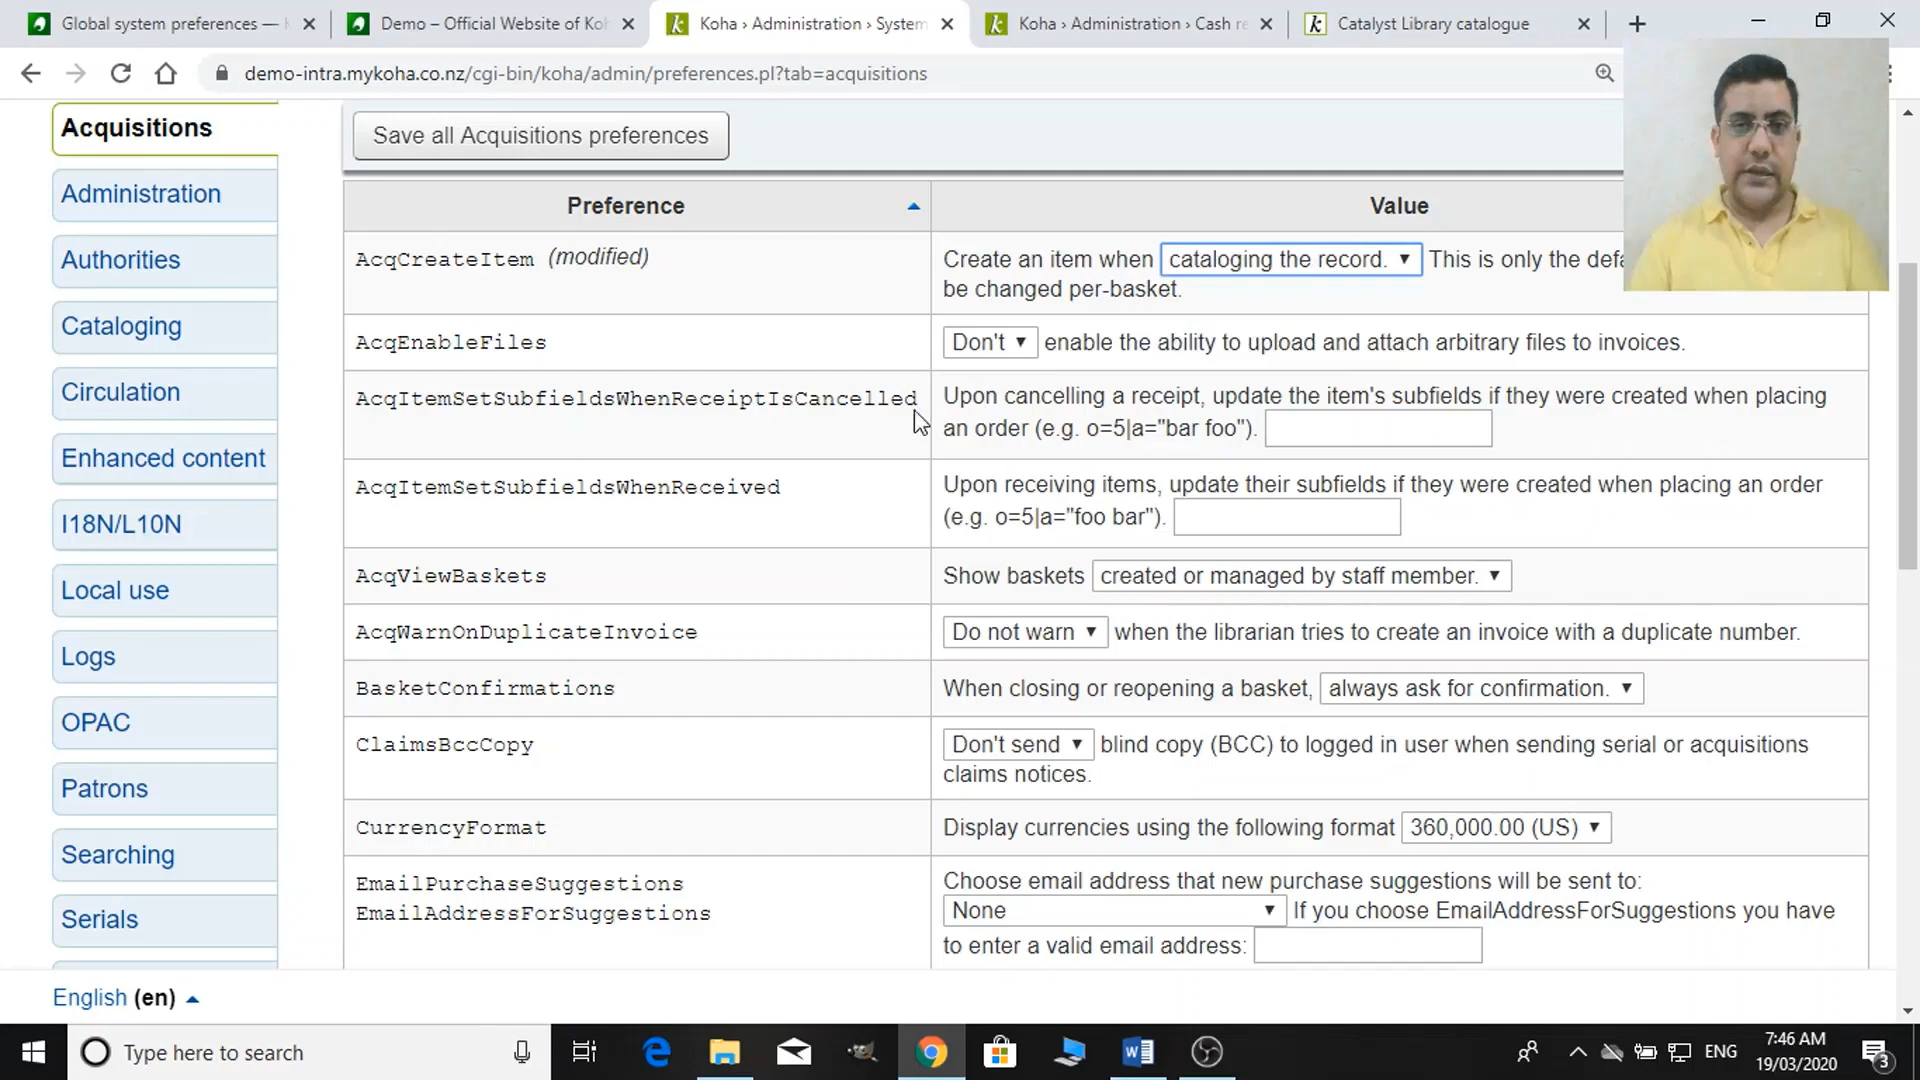 Global system preferences —
Demo – Official Website of Koh
Koha › Administration › System
Koha › Administration › Cash re
Catalyst Library catalogue
demo-intra.mykoha.co.nz/cgi-bin/koha/admin/preferences.pl?tab=acquisitions
Acquisitions
Administration
Authorities
Cataloging
Circulation
Enhanced content
I18N/L10N
Local use
Logs
OPAC
Patrons
Searching
Serials
Save all Acquisitions preferences
Preference Value
AcqCreateItem (modified)
Create an item when cataloging the record. ▼ This is only the defa
be changed per-basket.
AcqEnableFiles
Don't ▼ enable the ability to upload and attach arbitrary files to invoices.
AcqItemSetSubfieldsWhenReceiptIsCancelled
Upon cancelling a receipt, update the item's subfields if they were created when placing
an order (e.g. o=5|a="bar foo").
AcqItemSetSubfieldsWhenReceived
Upon receiving items, update their subfields if they were created when placing an order
(e.g. o=5|a="foo bar").
AcqViewBaskets
Show baskets created or managed by staff member. ▼
AcqWarnOnDuplicateInvoice
Do not warn ▼ when the librarian tries to create an invoice with a duplicate number.
BasketConfirmations
When closing or reopening a basket, always ask for confirmation. ▼
ClaimsBccCopy
Don't send ▼ blind copy (BCC) to logged in user when sending serial or acquisitions
claims notices.
CurrencyFormat
Display currencies using the following format 360,000.00 (US) ▼
EmailPurchaseSuggestions
EmailAddressForSuggestions
Choose email address that new purchase suggestions will be sent to:
None ▼ If you choose EmailAddressForSuggestions you have
to enter a valid email address:
English (en)
Type here to search
ENG
7:46 AM
19/03/2020
3